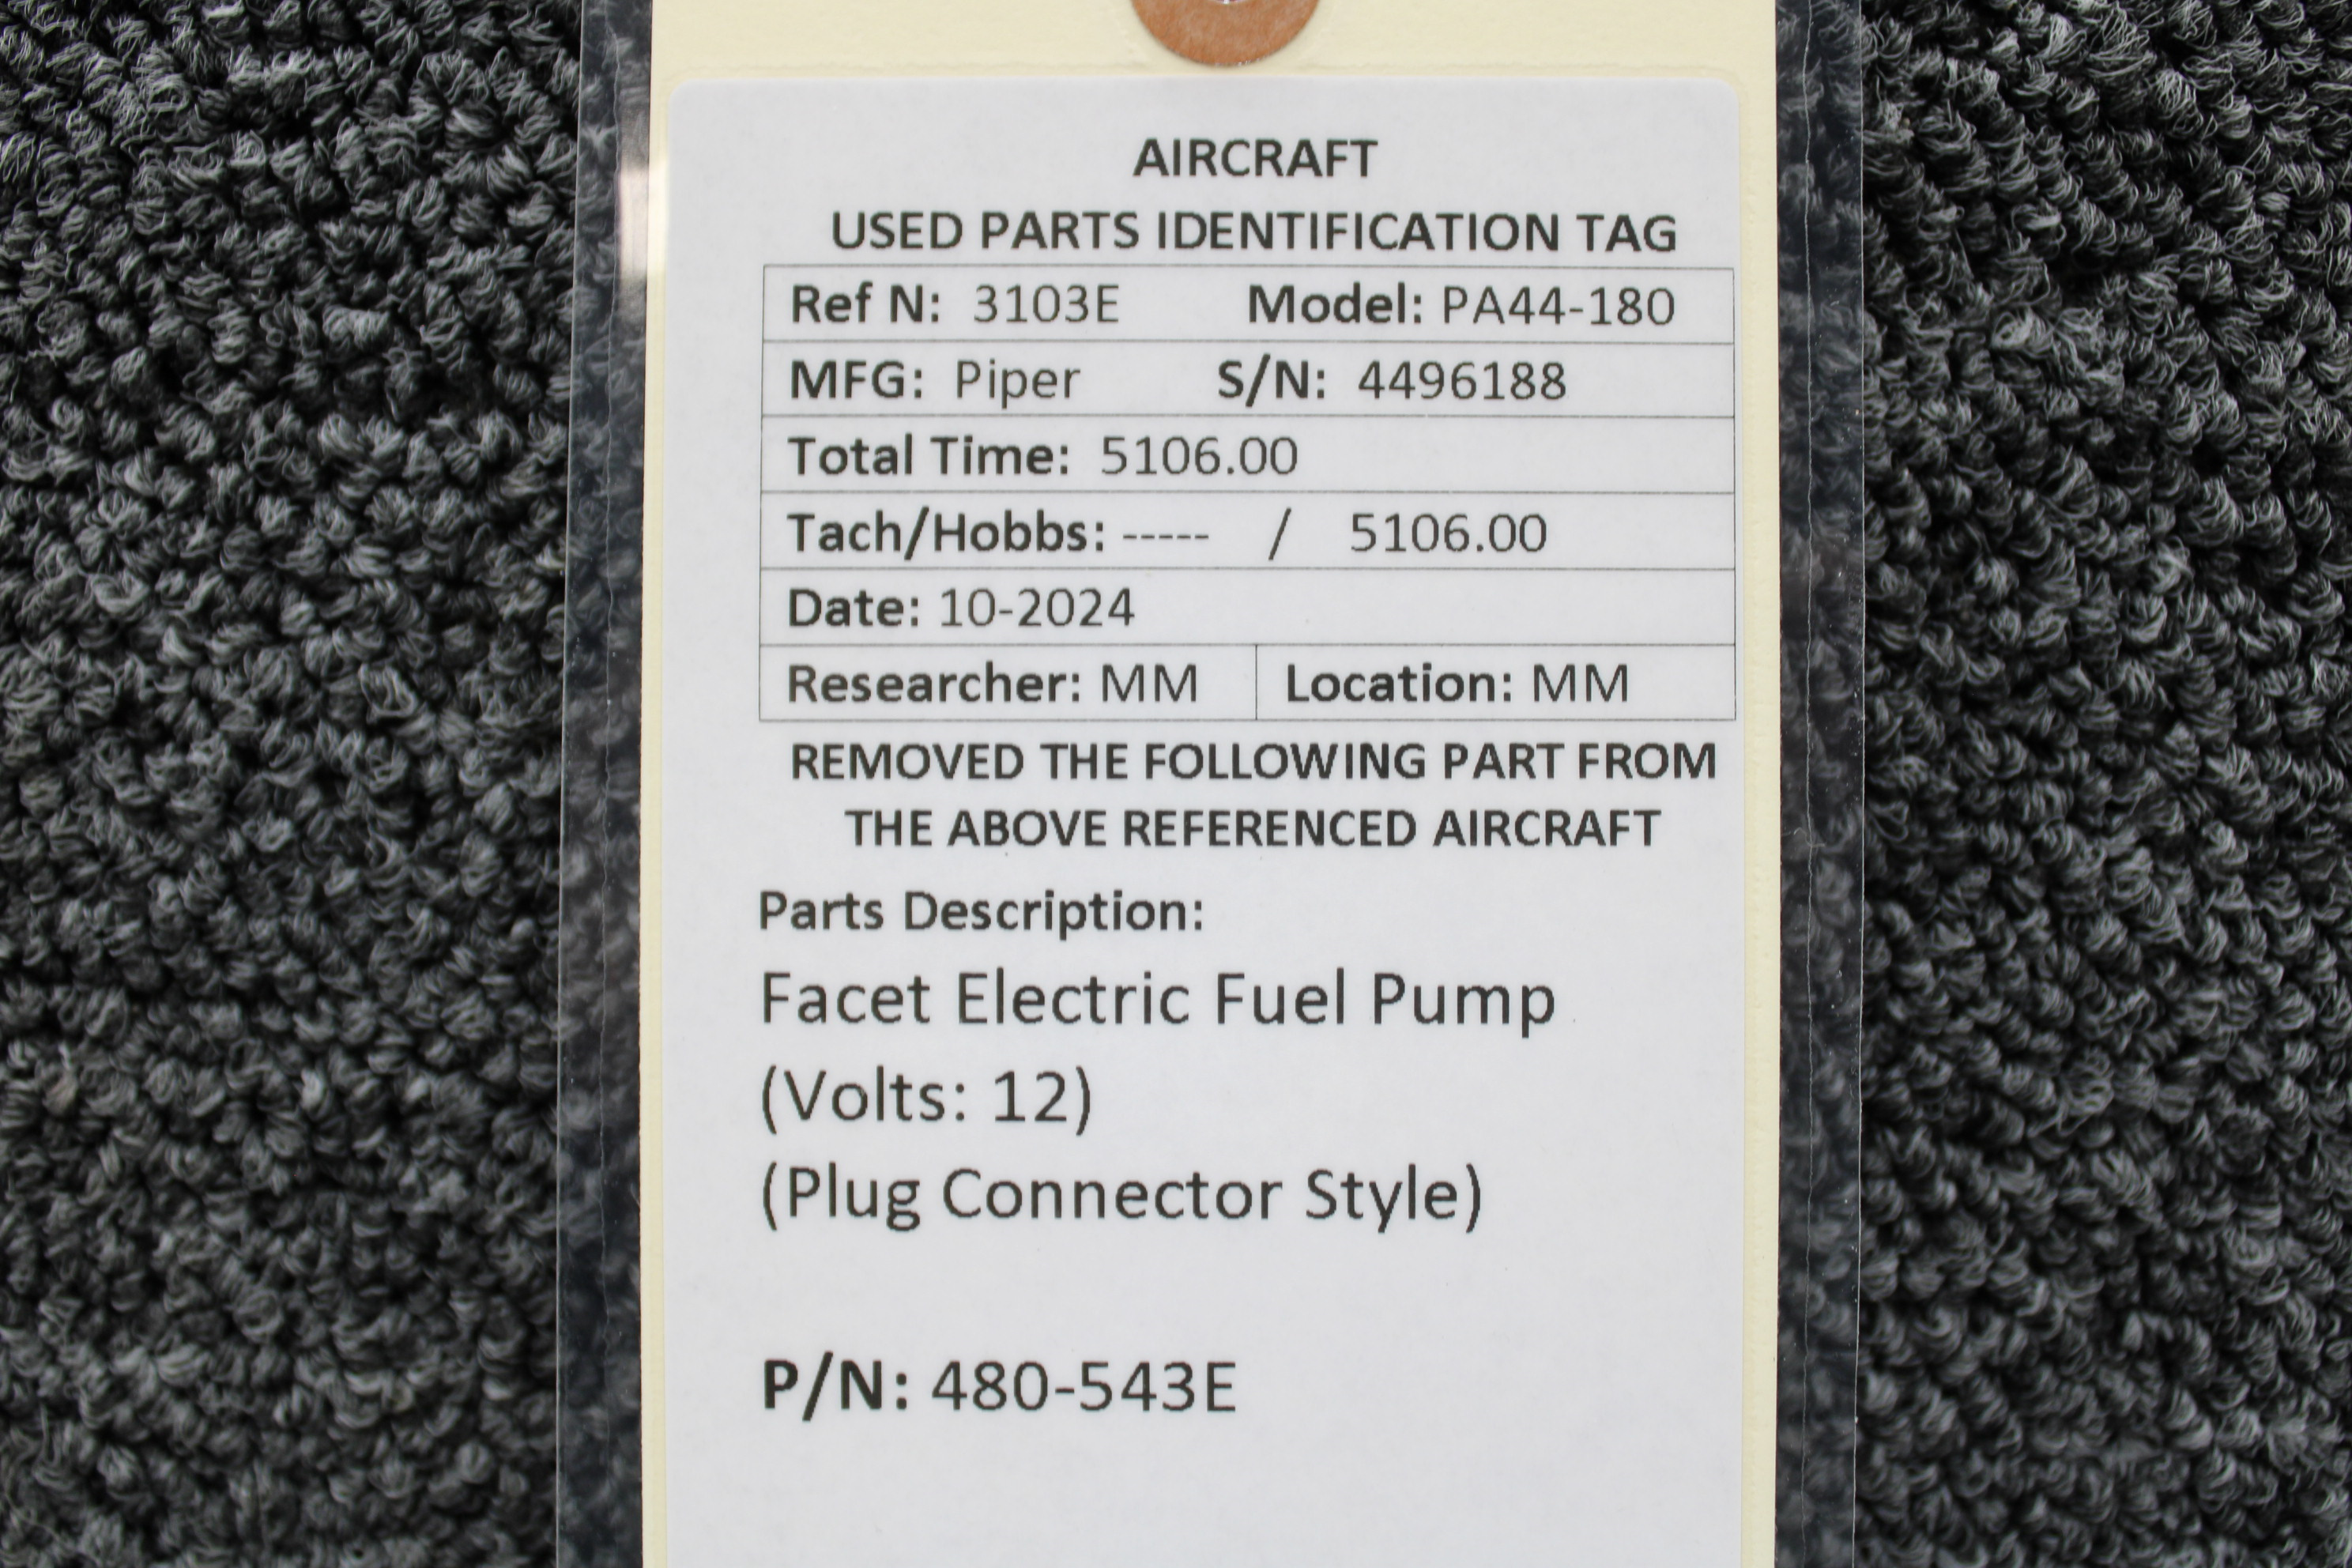 AIRCRAFT
USED PARTS IDENTIFICATION TAG
Ref N: 3103E Model: PA44-180
MFG: Piper S/N: 4496188
Total Time: 5106.00
Tach/Hobbs: ----- / 5106.00
Date: 10-2024
Researcher: MM Location: MM
REMOVED THE FOLLOWING PART FROM
THE ABOVE REFERENCED AIRCRAFT
Parts Description:
Facet Electric Fuel Pump
(Volts: 12)
(Plug Connector Style)
P/N: 480-543E